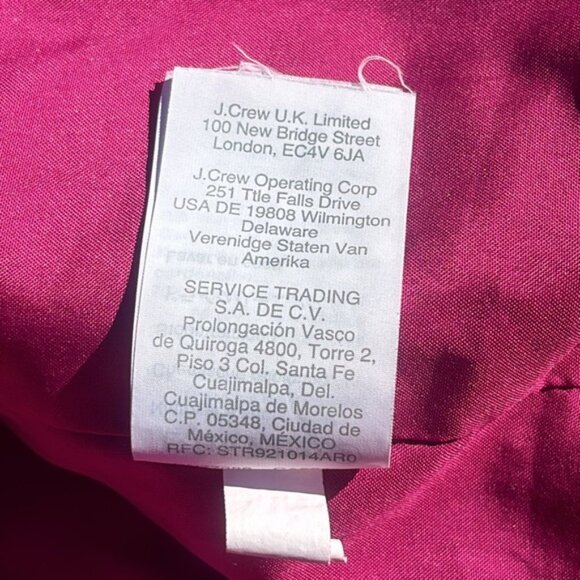 J.Crew U.K. Limited
100 New Bridge Street
London, EC4V 6JA
J.Crew Operating Corp
251 Ttle Falls Drive
USA DE 19808 Wilmington
Delaware
Verenidge Staten Van
Amerika
SERVICE TRADING
S.A. DE C.V.
Prolongación Vasco
de Quiroga 4800, Torre 2,
Piso 3 Col. Santa Fe
Cuajimalpa, Del.
Cuajimalpa de Morelos
C.P. 05348, Ciudad de
México, MÉXICO
RFC: STR921014AR0